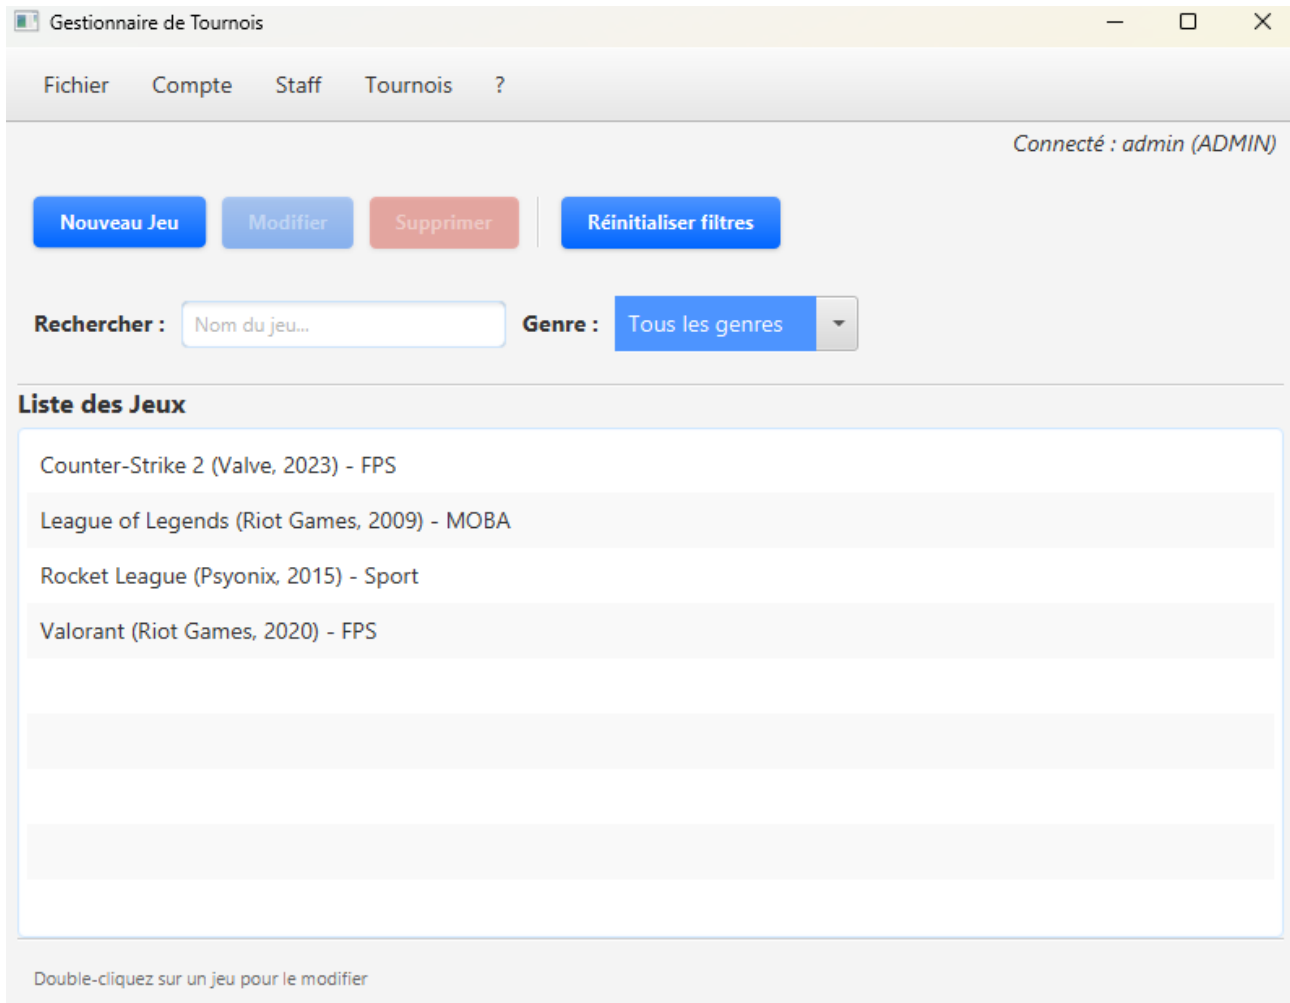 Gestionnaire de Tournois
Fichier Compte Staff Tournois ?
Connecté : admin (ADMIN)
Nouveau Jeu Modifier Supprimer Réinitialiser filtres
Rechercher : Nom du jeu... Genre : Tous les genres
Liste des Jeux
Counter-Strike 2 (Valve, 2023) - FPS
League of Legends (Riot Games, 2009) - MOBA
Rocket League (Psyonix, 2015) - Sport
Valorant (Riot Games, 2020) - FPS
Double-cliquez sur un jeu pour le modifier